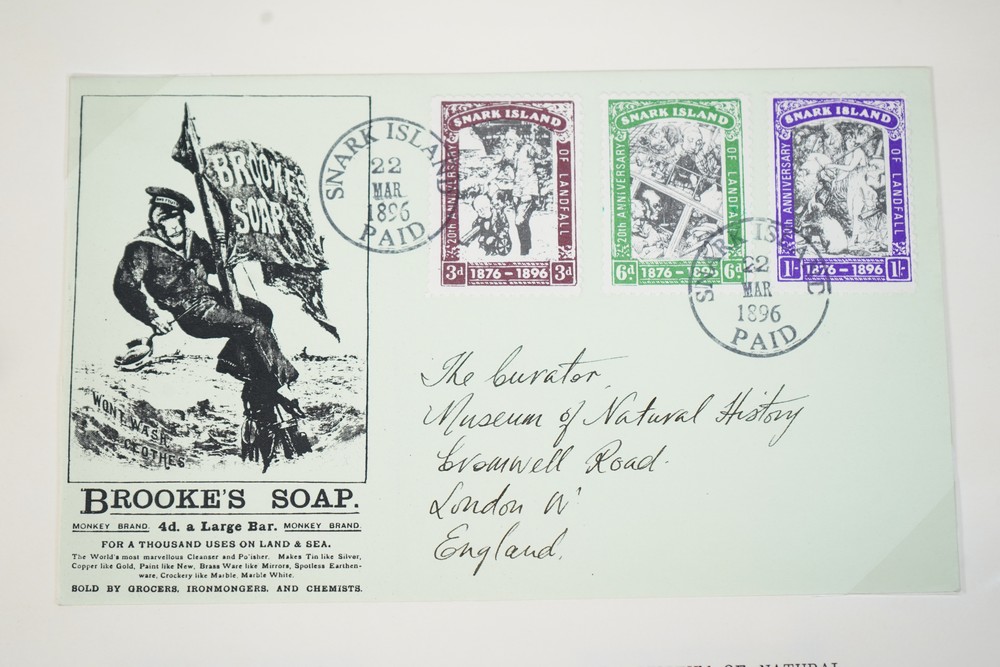 BROOKE'S
SOAP
WONT WASH
CLOTHES
BROOKE'S SOAP.
MONKEY BRAND. 4d. a Large Bar. MONKEY BRAND.
FOR A THOUSAND USES ON LAND & SEA.
The World's most marvellous Cleanser and Polisher. Makes Tin like Silver,
Copper like Gold, Paint like New, Brass Ware like Mirrors, Spotless Earthen-
ware, Crockery like Marble, Marble White.
SOLD BY GROCERS, IRONMONGERS, AND CHEMISTS.
SNARK ISLAND
22
MAR
1896
PAID
SNARK ISLAND
20th ANNIVERSARY
OF LANDFALL
3d 1876-1896 3d
SNARK ISLAND
20th ANNIVERSARY
OF LANDFALL
6d 1876-1896 6d
SNARK ISLAND
20th ANNIVERSARY
OF LANDFALL
1/- 1876-1896 1/-
SNARK ISLAND
22
MAR
1896
PAID
The Curator,
Museum of Natural History
Cromwell Road.
London W
England.
OF NATURAL